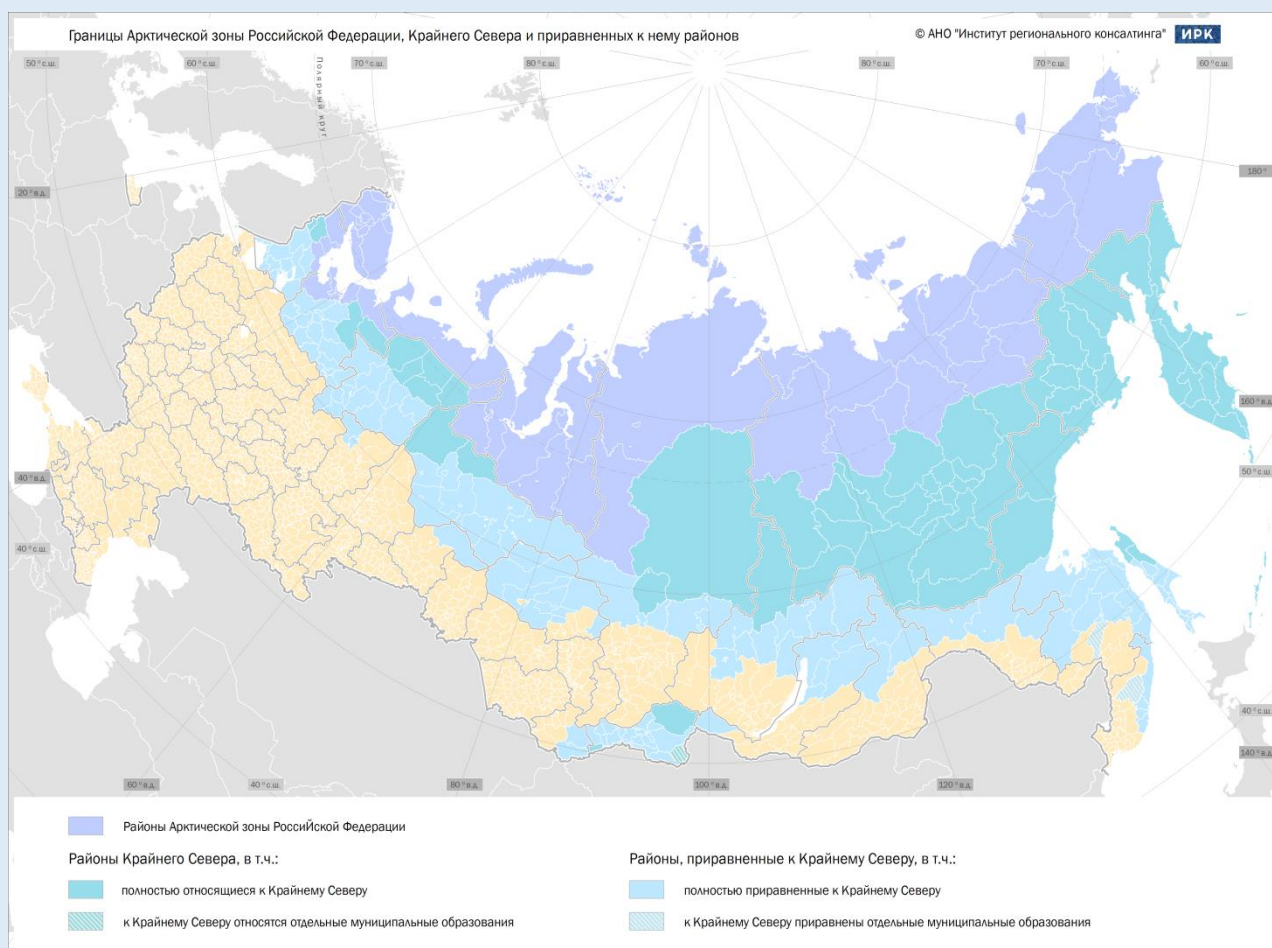 Границы Арктической зоны Российской Федерации, Крайнего Севера и приравненных к нему районов
© АНО "Институт регионального консалтинга" ИРК
50°с.ш.
60°с.ш.
Полярный круг
70°с.ш.
80°с.ш.
80°с.ш.
70°с.ш.
60°с.ш.
180°
20°в.д.
160°в.д.
50°с.ш.
40°в.д.
40°с.ш.
40°с.ш.
140°в.д.
60°в.д.
40°с.ш.
80°в.д.
100°в.д.
120°в.д.
Районы Арктической зоны РоссиЙской Федерации
Районы Крайнего Севера, в т.ч.:
полностью относящиеся к Крайнему Северу
к Крайнему Северу относятся отдельные муниципальные образования
Районы, приравненные к Крайнему Северу, в т.ч.:
полностью приравненные к Крайнему Северу
к Крайнему Северу приравнены отдельные муниципальные образования